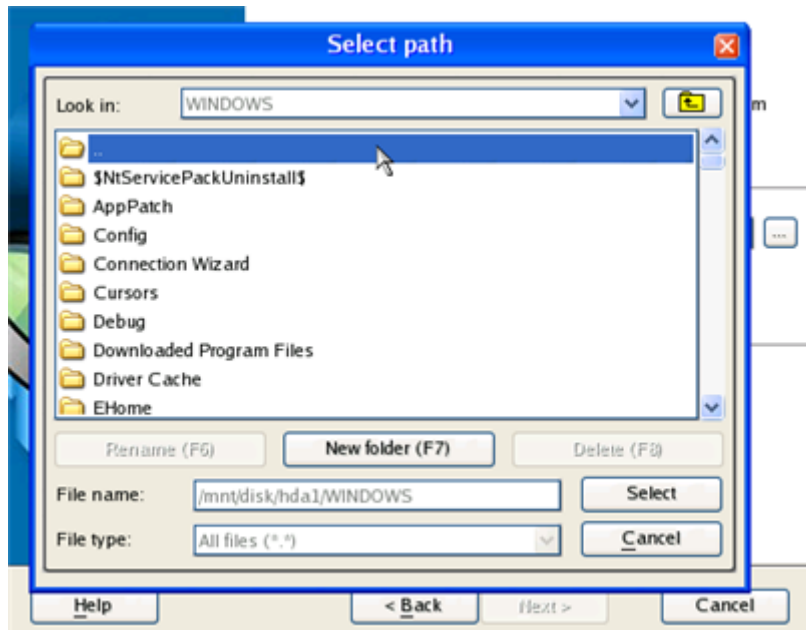 Select path
Look in: WINDOWS
m
..
$NtServicePackUninstall$
AppPatch
Config
Connection Wizard
Cursors
Debug
Downloaded Program Files
Driver Cache
EHome
...
Rename (F6) New folder (F7) Delete (F8)
File name: /mnt/disk/hda1/WINDOWS Select
File type: All files (*.*) Cancel
Help < Back Next > Cancel